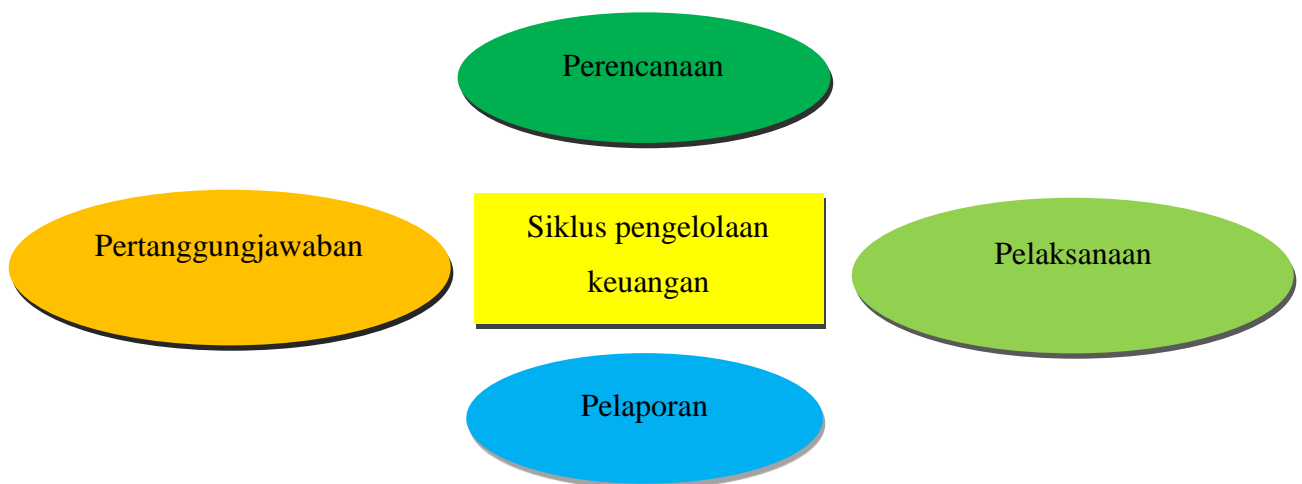 Perencanaan
Pertanggungjawaban
Siklus pengelolaan
keuangan
Pelaksanaan
Pelaporan